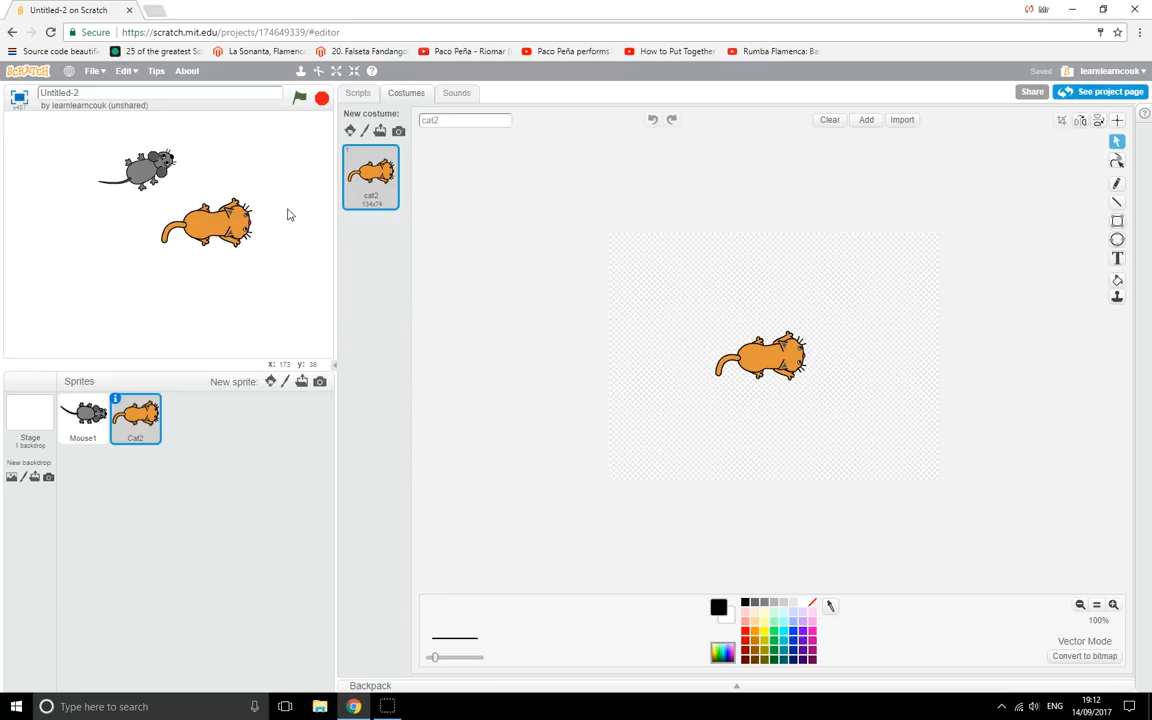 Untitled-2 on Scratch
Mr
Secure
https://scratch.mit.edu/projects/174649339/#editor
Source code beautifi
25 of the greatest Sc
La Sonanta, Flamenc
20. Falseta Fandango
Paco Peña - Riomar (
Paco Peña performs
How to Put Together
Rumba Flamenca: Ba
SCRATCH
File
Edit
Tips
About
Saved
learnlearncouk
v457
Untitled-2
by learnlearncouk (unshared)
Scripts
Costumes
Sounds
Share
See project page
New costume:
cat2
Clear
Add
Import
1
cat2
134x74
x: 173 y: 38
Sprites
New sprite:
Stage
1 backdrop
New backdrop:
Mouse1
Cat2
100%
Vector Mode
Convert to bitmap
Backpack
Type here to search
ENG
19:12
14/09/2017